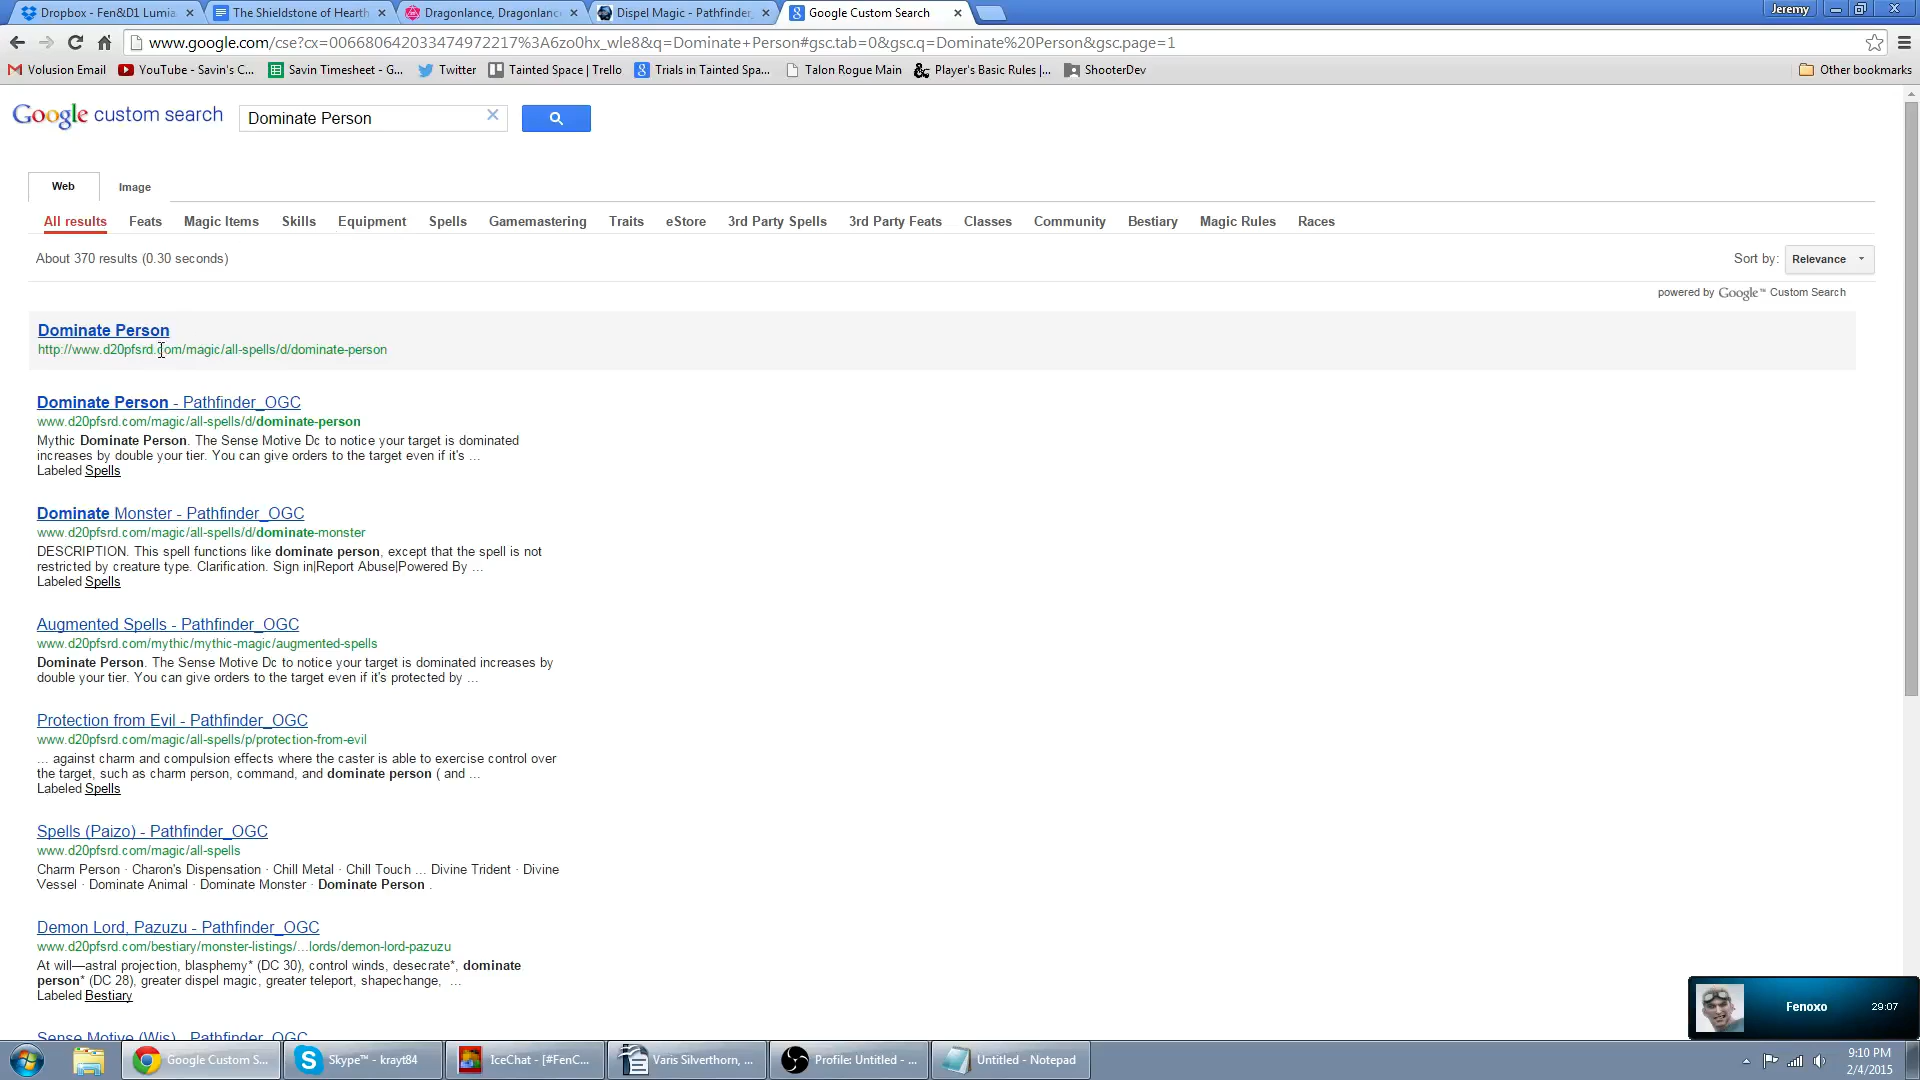 Dropbox - Fen&D1 Lumia
The Shieldstone of Hearth
Dragonlance, Dragonlanc
Dispel Magic - Pathfinder,
Google Custom Search
Jeremy
www.google.com/cse?cx=006680642033474972217%3A6zo0hx_wle8&q=Dominate+Person#gsc.tab=0&gsc.q=Dominate%20Person&gsc.page=1
Volusion Email
YouTube - Savin's C...
Savin Timesheet - G...
Twitter
Tainted Space | Trello
Trials in Tainted Spa...
Talon Rogue Main
Player's Basic Rules |...
ShooterDev
Other bookmarks
Google custom search
Dominate Person
Web
Image
All results
Feats
Magic Items
Skills
Equipment
Spells
Gamemastering
Traits
eStore
3rd Party Spells
3rd Party Feats
Classes
Community
Bestiary
Magic Rules
Races
About 370 results (0.30 seconds)
Sort by:
Relevance
powered by Google™ Custom Search
Dominate Person
http://www.d20pfsrd.com/magic/all-spells/d/dominate-person
Dominate Person - Pathfinder_OGC
www.d20pfsrd.com/magic/all-spells/d/dominate-person
Mythic Dominate Person. The Sense Motive Dc to notice your target is dominated
increases by double your tier. You can give orders to the target even if it's ...
Labeled Spells
Dominate Monster - Pathfinder_OGC
www.d20pfsrd.com/magic/all-spells/d/dominate-monster
DESCRIPTION. This spell functions like dominate person, except that the spell is not
restricted by creature type. Clarification. Sign in|Report Abuse|Powered By ...
Labeled Spells
Augmented Spells - Pathfinder_OGC
www.d20pfsrd.com/mythic/mythic-magic/augmented-spells
Dominate Person. The Sense Motive Dc to notice your target is dominated increases by
double your tier. You can give orders to the target even if it's protected by ...
Protection from Evil - Pathfinder_OGC
www.d20pfsrd.com/magic/all-spells/p/protection-from-evil
... against charm and compulsion effects where the caster is able to exercise control over
the target, such as charm person, command, and dominate person ( and ...
Labeled Spells
Spells (Paizo) - Pathfinder_OGC
www.d20pfsrd.com/magic/all-spells
Charm Person · Charon's Dispensation · Chill Metal · Chill Touch ... Divine Trident · Divine
Vessel · Dominate Animal · Dominate Monster · Dominate Person .
Demon Lord, Pazuzu - Pathfinder_OGC
www.d20pfsrd.com/bestiary/monster-listings/...lords/demon-lord-pazuzu
At will—astral projection, blasphemy* (DC 30), control winds, desecrate*, dominate
person* (DC 28), greater dispel magic, greater teleport, shapechange, ...
Labeled Bestiary
Sense Motive (Wis) - Pathfinder_OGC
Fenoxo
29:07
Google Custom S...
Skype™ - krayt84
IceChat - [#FenC...
Varis Silverthorn, ...
Profile: Untitled - ...
Untitled - Notepad
9:10 PM
2/4/2015